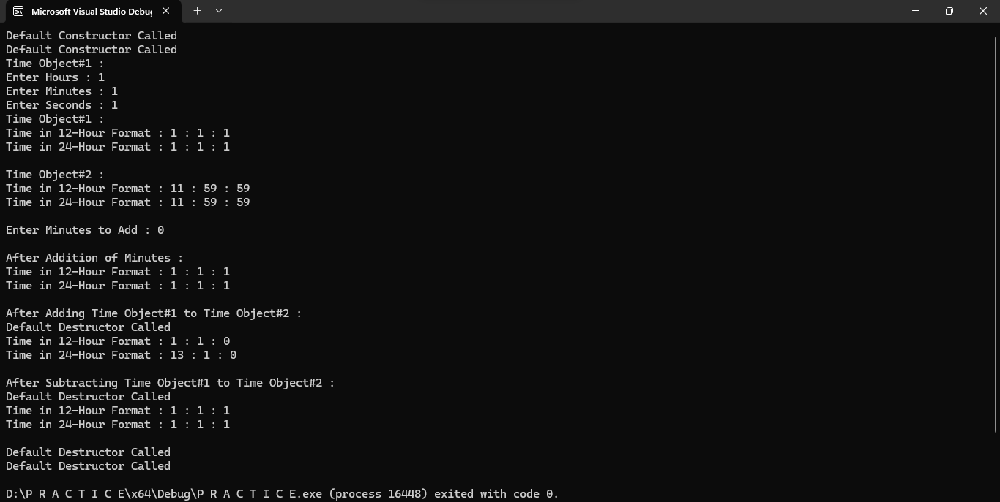 Microsoft Visual Studio Debu
Default Constructor Called
Default Constructor Called
Time Object#1 :
Enter Hours : 1
Enter Minutes : 1
Enter Seconds : 1
Time Object#1 :
Time in 12-Hour Format : 1 : 1 : 1
Time in 24-Hour Format : 1 : 1 : 1
Time Object#2 :
Time in 12-Hour Format : 11 : 59 : 59
Time in 24-Hour Format : 11 : 59 : 59
Enter Minutes to Add : 0
After Addition of Minutes :
Time in 12-Hour Format : 1 : 1 : 1
Time in 24-Hour Format : 1 : 1 : 1
After Adding Time Object#1 to Time Object#2 :
Default Destructor Called
Time in 12-Hour Format : 1 : 1 : 0
Time in 24-Hour Format : 13 : 1 : 0
After Subtracting Time Object#1 to Time Object#2 :
Default Destructor Called
Time in 12-Hour Format : 1 : 1 : 1
Time in 24-Hour Format : 1 : 1 : 1
Default Destructor Called
Default Destructor Called
D:\P R A C T I C E\x64\Debug\P R A C T I C E.exe (process 16448) exited with code 0.